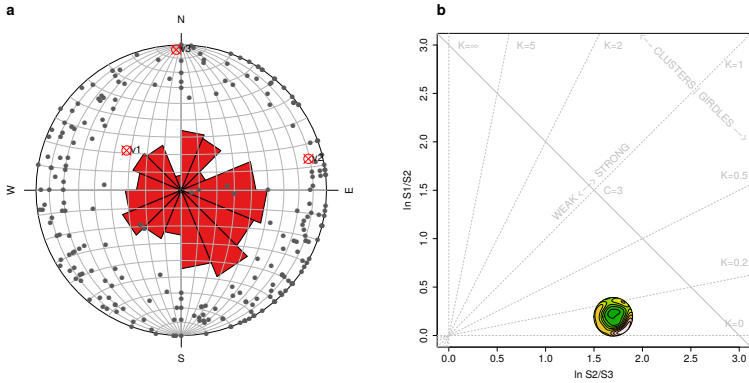 a
N
v3
v1
v2
W
E
S
b
K=∞
K=5
K=2
<--- CLUSTERS
GIRDLES --->
K=1
WEAK <---> STRONG
C=3
K=0.5
K=0.2
K=0
ln S1/S2
3.0
2.5
2.0
1.5
1.0
0.5
0.0
0.0
0.5
1.0
1.5
2.0
2.5
3.0
ln S2/S3